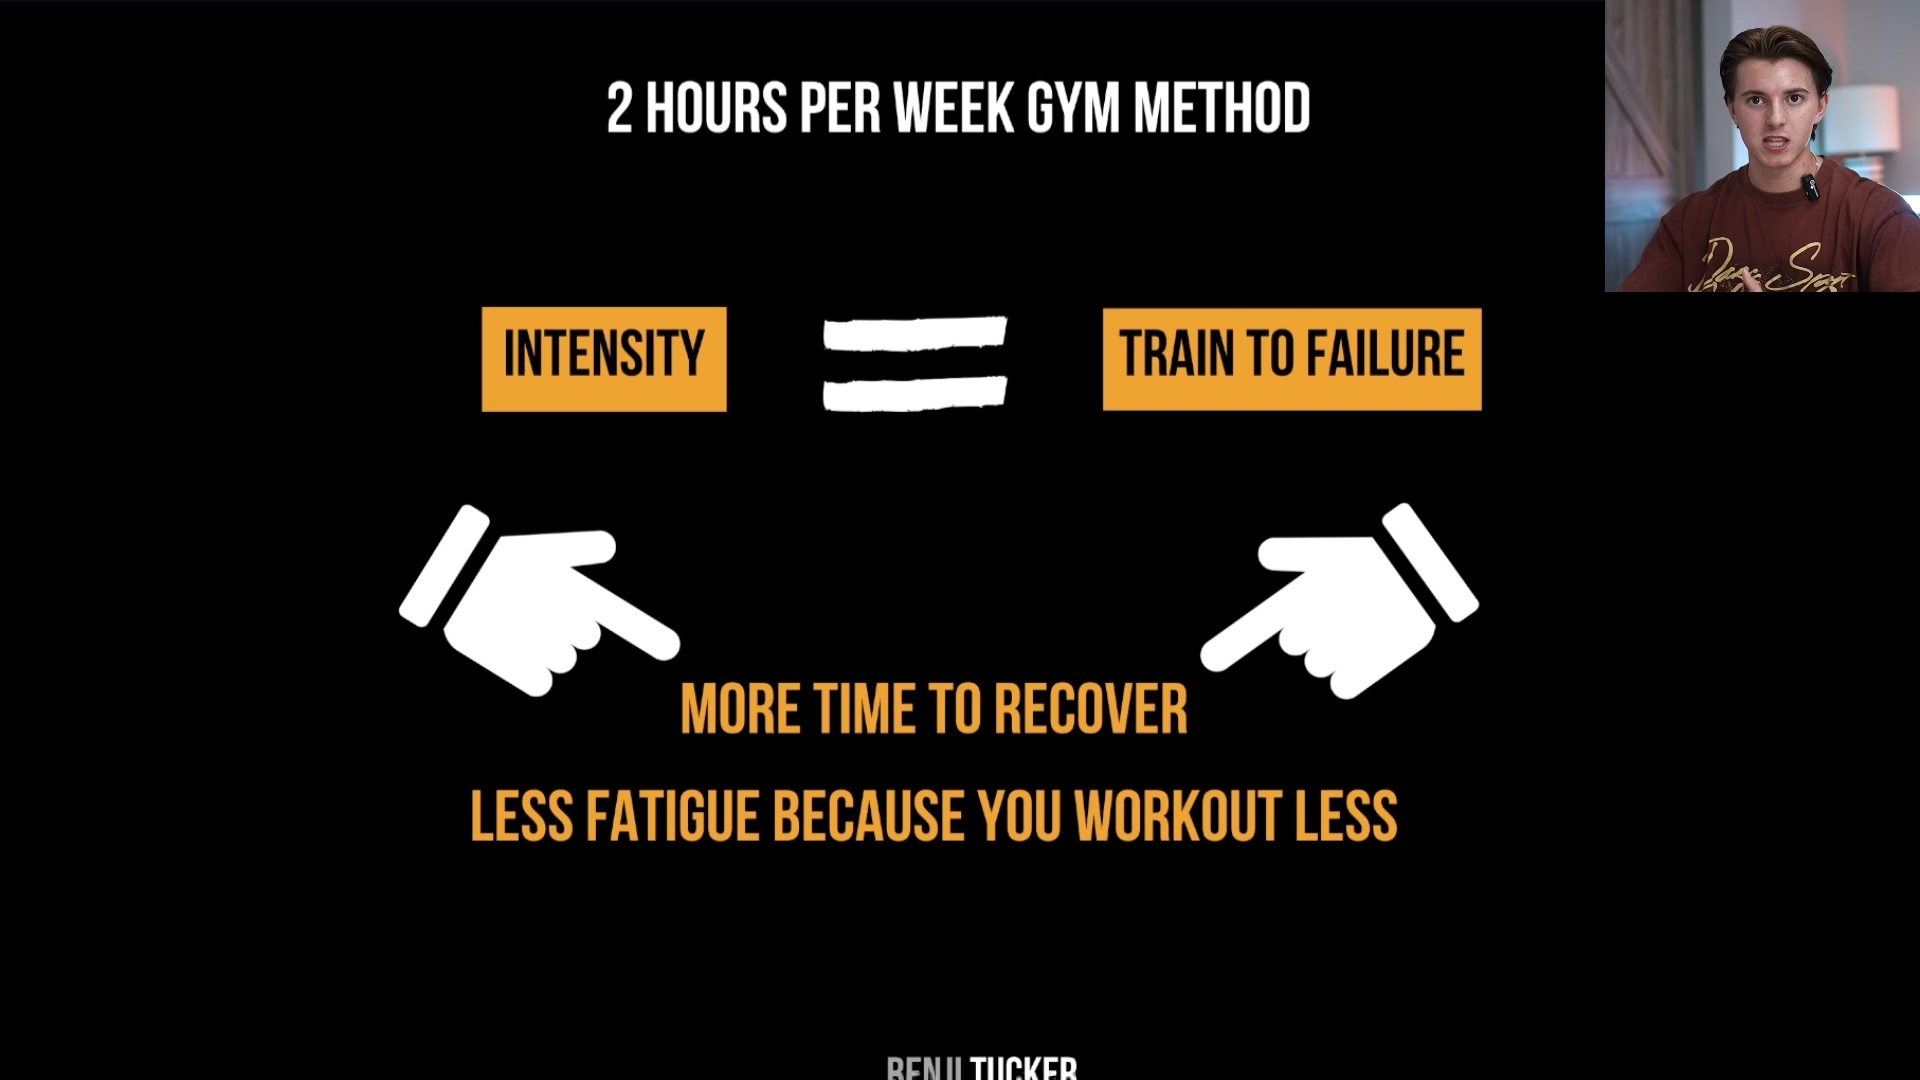 2 HOURS PER WEEK GYM METHOD
INTENSITY
TRAIN TO FAILURE
MORE TIME TO RECOVER
LESS FATIGUE BECAUSE YOU WORKOUT LESS
BENJI TUCKER